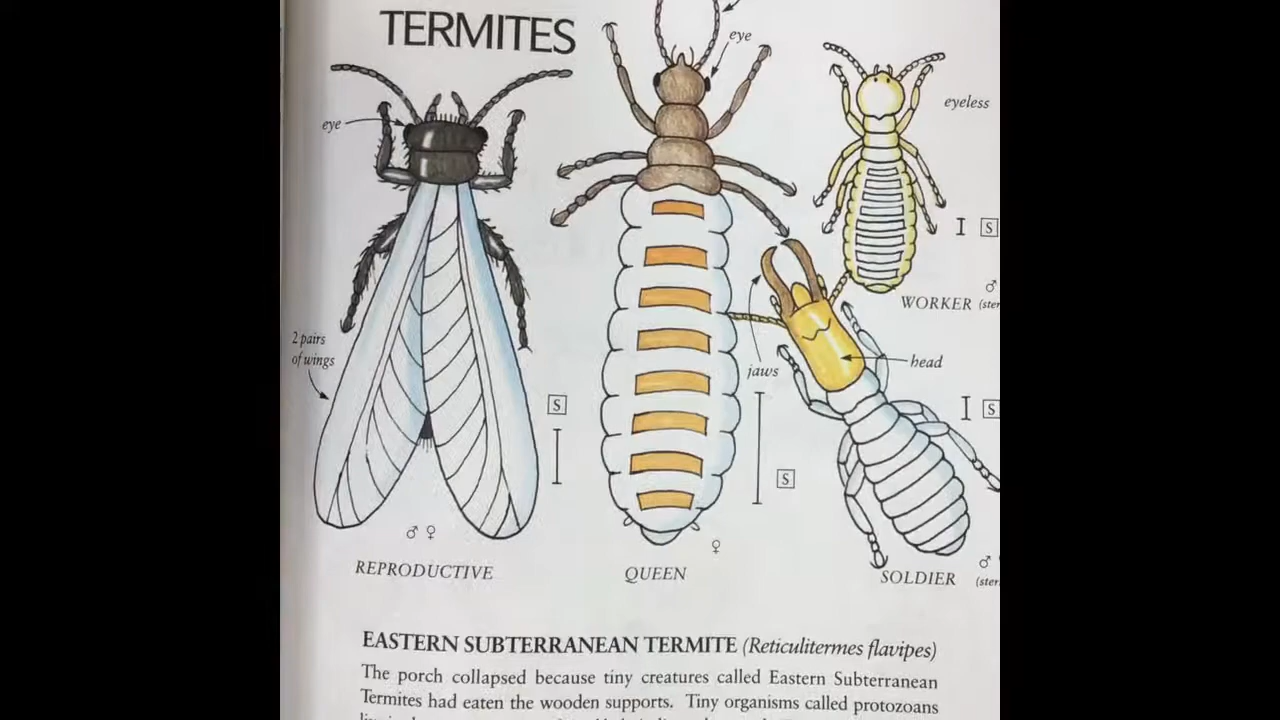 TERMITES
eye
eye
eyeless
S
WORKER (ster
2 pairs
of wings
S
jaws
head
S
S
♂ ♀
♀
♂
♂
REPRODUCTIVE
QUEEN
SOLDIER (ster
EASTERN SUBTERRANEAN TERMITE (Reticulitermes flavipes)
The porch collapsed because tiny creatures called Eastern Subterranean
Termites had eaten the wooden supports. Tiny organisms called protozoans